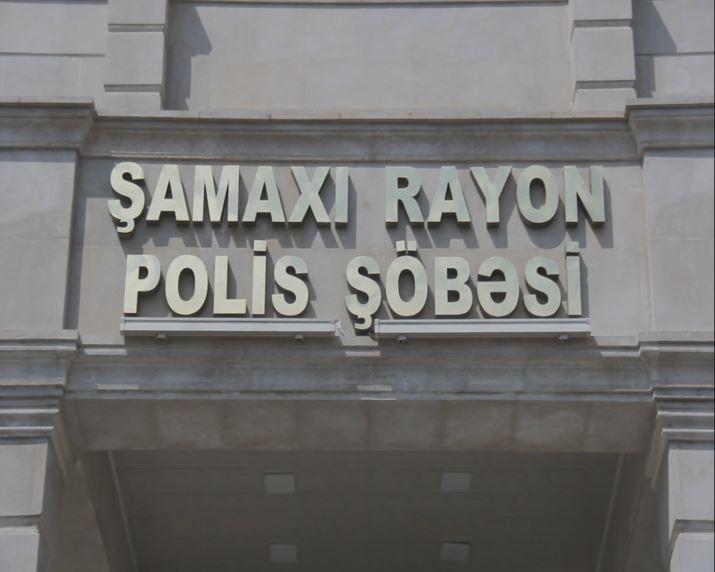 ŞAMAXI RAYON
POLİS ŞÖBƏSİ